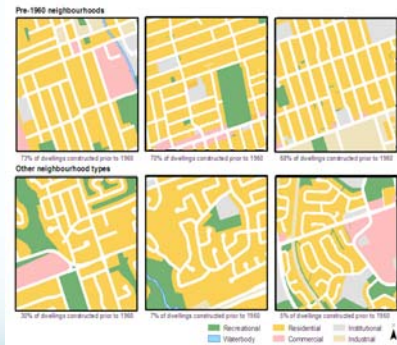 Pre-1960 neighbourhoods
73% of dwellings constructed prior to 1960
70% of dwellings constructed prior to 1960
68% of dwellings constructed prior to 1960
Other neighbourhood types
30% of dwellings constructed prior to 1960
7% of dwellings constructed prior to 1960
0% of dwellings constructed prior to 1960
Recreational
Residential
Institutional
Waterbody
Commercial
Industrial